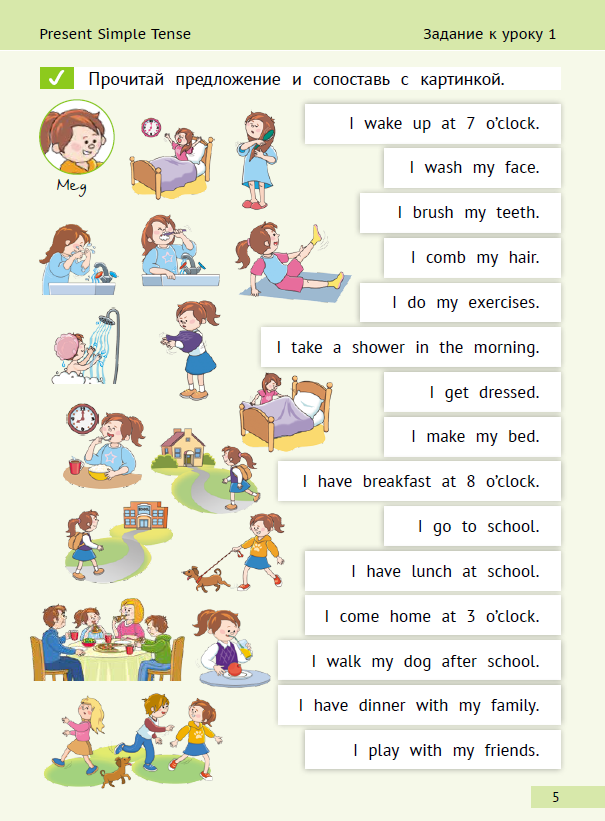 Present Simple Tense
Задание к уроку 1
Прочитай предложение и сопоставь с картинкой.
Мед
I wake up at 7 o'clock.
I wash my face.
I brush my teeth.
I comb my hair.
I do my exercises.
I take a shower in the morning.
I get dressed.
I make my bed.
I have breakfast at 8 o'clock.
I go to school.
I have lunch at school.
I come home at 3 o'clock.
I walk my dog after school.
I have dinner with my family.
I play with my friends.
5